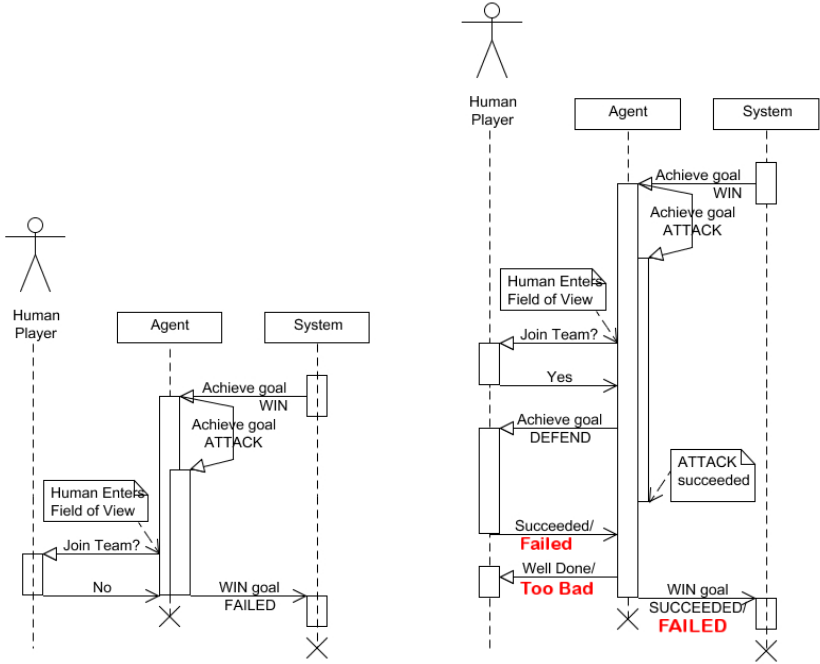 Human
Player
Agent
System
Achieve goal
WIN
Achieve goal
ATTACK
Human Enters
Field of View
Join Team?
No
WIN goal
FAILED
Human
Player
Agent
System
Achieve goal
WIN
Achieve goal
ATTACK
Human Enters
Field of View
Join Team?
Yes
Achieve goal
DEFEND
ATTACK
succeeded
Succeeded/
Failed
Well Done/
Too Bad
WIN goal
SUCCEEDED/
FAILED